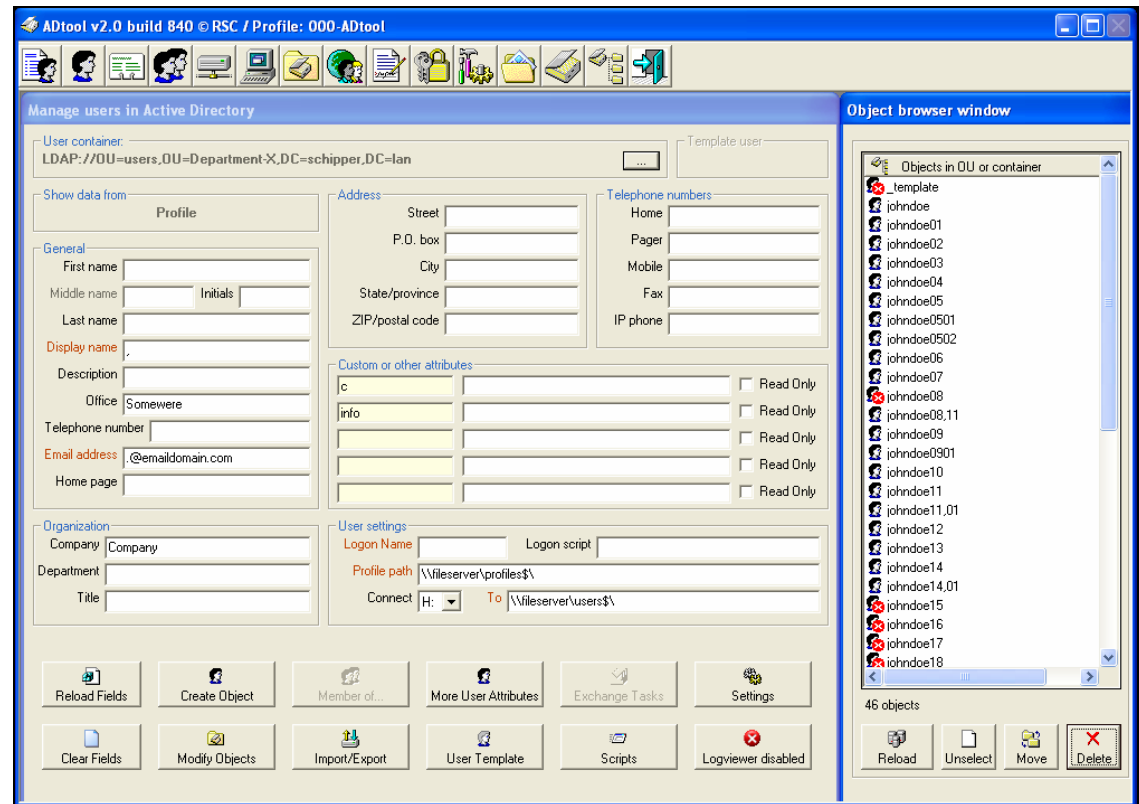 ADtool v2.0 build 840 © RSC / Profile: 000-ADtool
Manage users in Active Directory
User container:
LDAP://OU=users,OU=Department-X,DC=schipper,DC=lan
...
Template user
Show data from
Profile
General
First name
Middle name
Initials
Last name
Display name ,
Description
Office Somewere
Telephone number
Email address .@emaildomain.com
Home page
Address
Street
P.O. box
City
State/province
ZIP/postal code
Telephone numbers
Home
Pager
Mobile
Fax
IP phone
Custom or other attributes
c Read Only
info Read Only
Read Only
Read Only
Read Only
Organization
Company Company
Department
Title
User settings
Logon Name Logon script
Profile path \\fileserver\profiles$\
Connect H: To \\fileserver\users$\
Reload Fields
Create Object
Member of...
More User Attributes
Exchange Tasks
Settings
Clear Fields
Modify Objects
Import/Export
User Template
Scripts
Logviewer disabled
Object browser window
Objects in OU or container
_template
johndoe
johndoe01
johndoe02
johndoe03
johndoe04
johndoe05
johndoe0501
johndoe0502
johndoe06
johndoe07
johndoe08
johndoe08,11
johndoe09
johndoe0901
johndoe10
johndoe11
johndoe11,01
johndoe12
johndoe13
johndoe14
johndoe14,01
johndoe15
johndoe16
johndoe17
johndoe18
46 objects
Reload
Unselect
Move
Delete